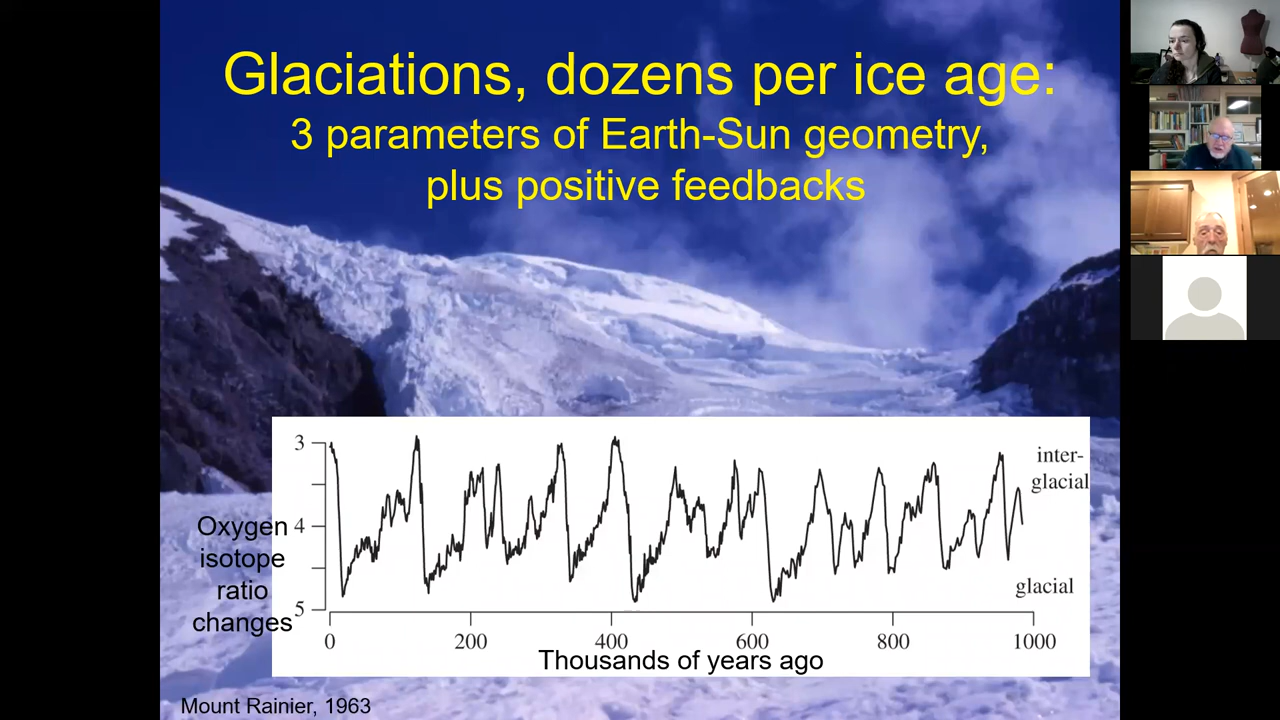 Glaciations, dozens per ice age:
3 parameters of Earth-Sun geometry,
plus positive feedbacks
3
inter-
glacial
Oxygen
isotope
ratio
changes
4
glacial
5
0
200
400
600
800
1000
Thousands of years ago
Mount Rainier, 1963